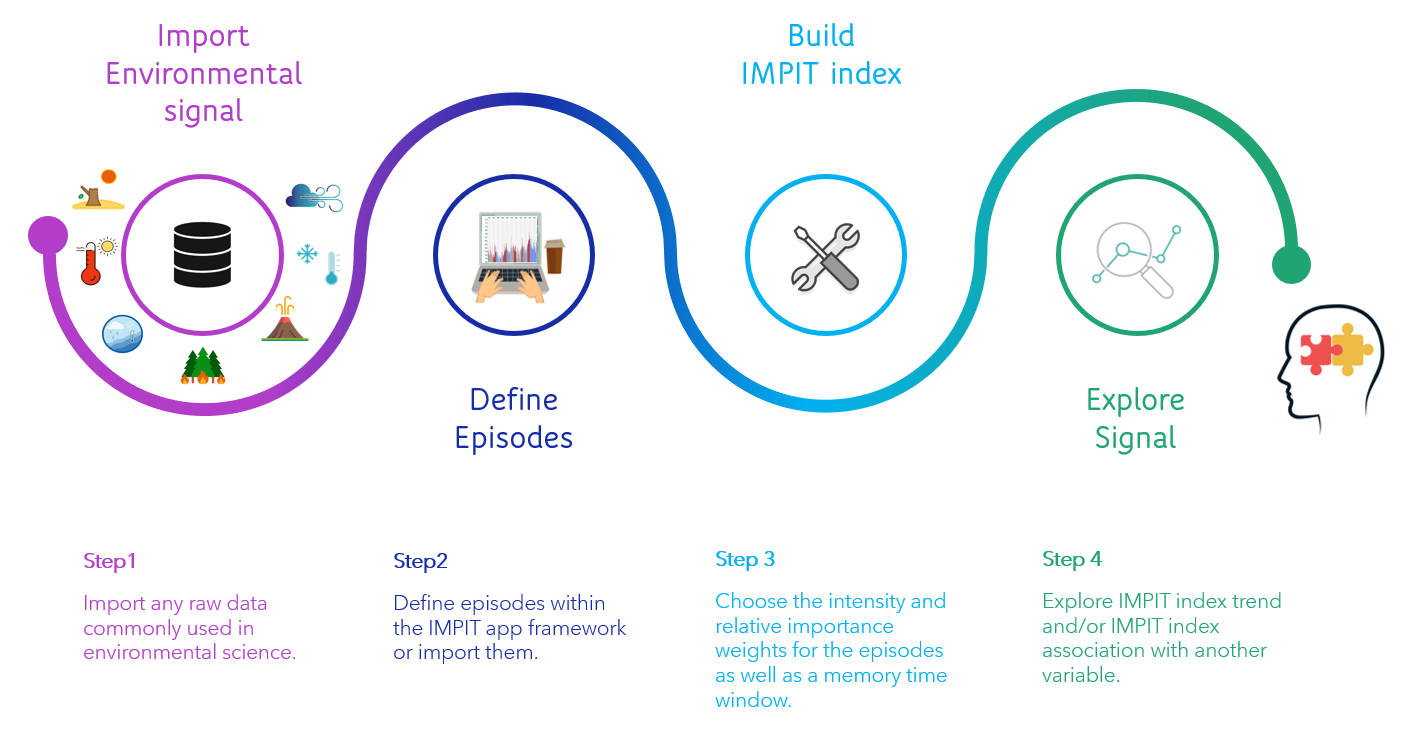 Import
Environmental
signal
Build
IMPIT index
Define
Episodes
Explore
Signal
Step1
Import any raw data
commonly used in
environmental science.
Step2
Define episodes within
the IMPIT app framework
or import them.
Step 3
Choose the intensity and
relative importance
weights for the episodes
as well as a memory time
window.
Step 4
Explore IMPIT index trend
and/or IMPIT index
association with another
variable.